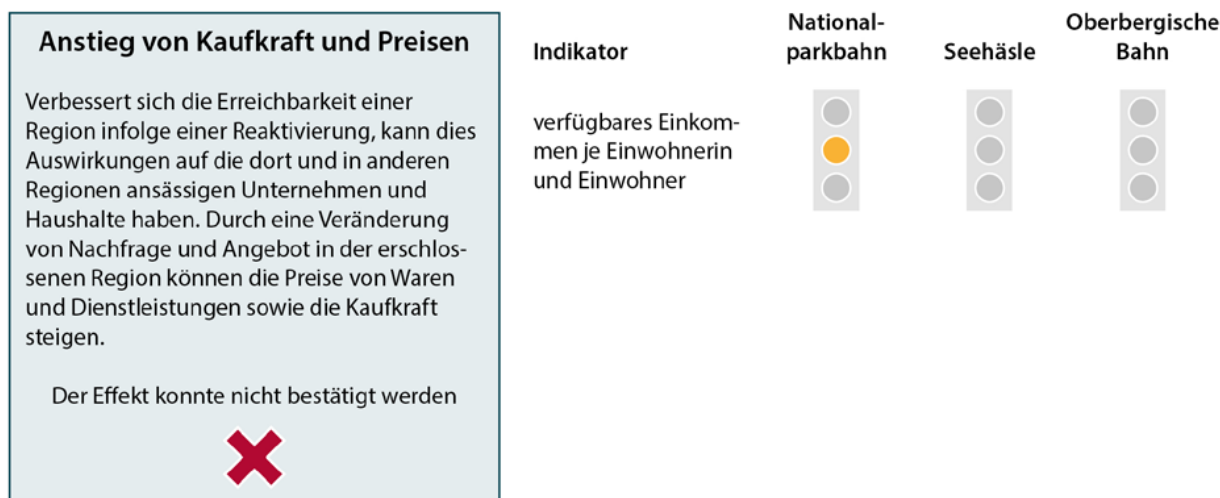 Anstieg von Kaufkraft und Preisen
Verbessert sich die Erreichbarkeit einer
Region infolge einer Reaktivierung, kann dies
Auswirkungen auf die dort und in anderen
Regionen ansässigen Unternehmen und
Haushalte haben. Durch eine Veränderung
von Nachfrage und Angebot in der erschlos-
senen Region können die Preise von Waren
und Dienstleistungen sowie die Kaufkraft
steigen.
Der Effekt konnte nicht bestätigt werden
Indikator
National-
parkbahn
Seehäsle
Oberbergische
Bahn
verfügbares Einkom-
men je Einwohnerin
und Einwohner